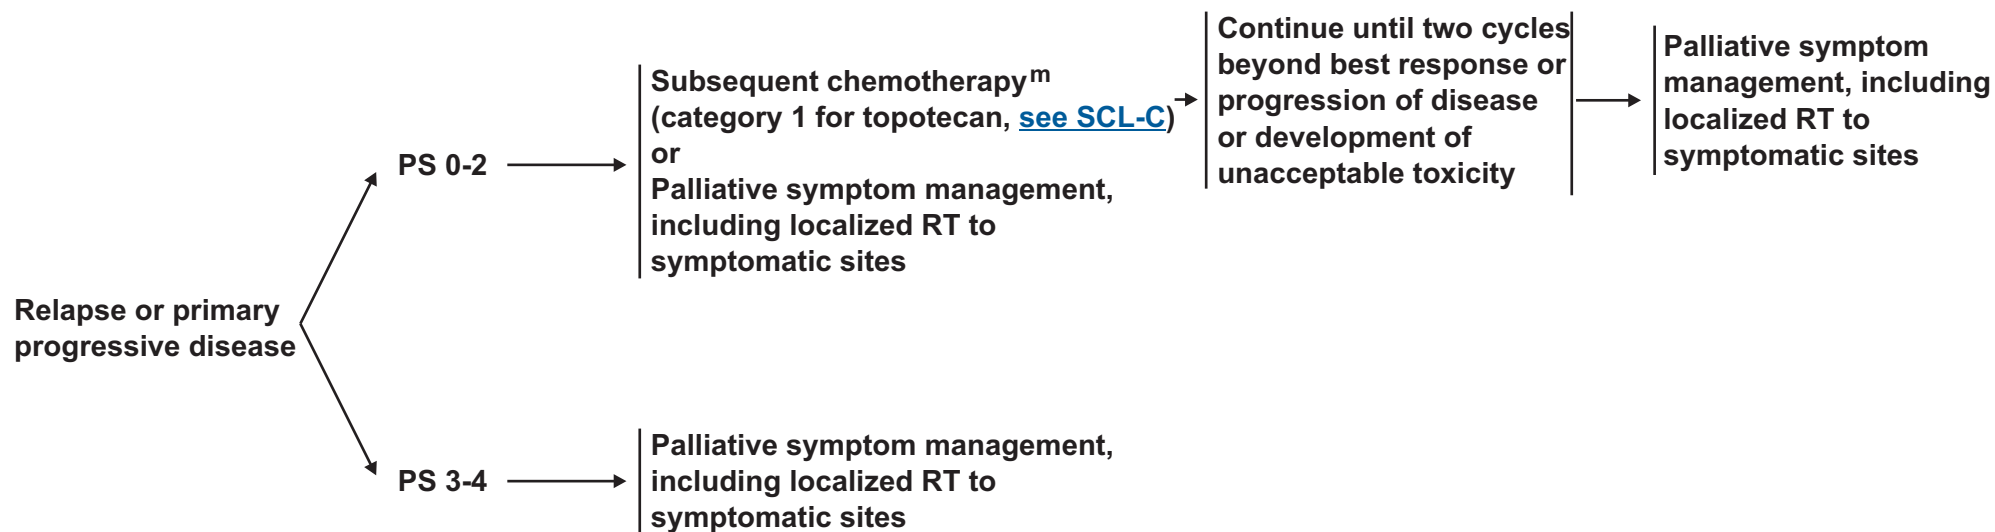 Relapse or primary
progressive disease
PS 0-2
Subsequent chemotherapyᵐ
(category 1 for topotecan, see SCL-C)
or
Palliative symptom management,
including localized RT to
symptomatic sites
Continue until two cycles
beyond best response or
progression of disease
or development of
unacceptable toxicity
Palliative symptom
management, including
localized RT to
symptomatic sites
PS 3-4
Palliative symptom management,
including localized RT to
symptomatic sites